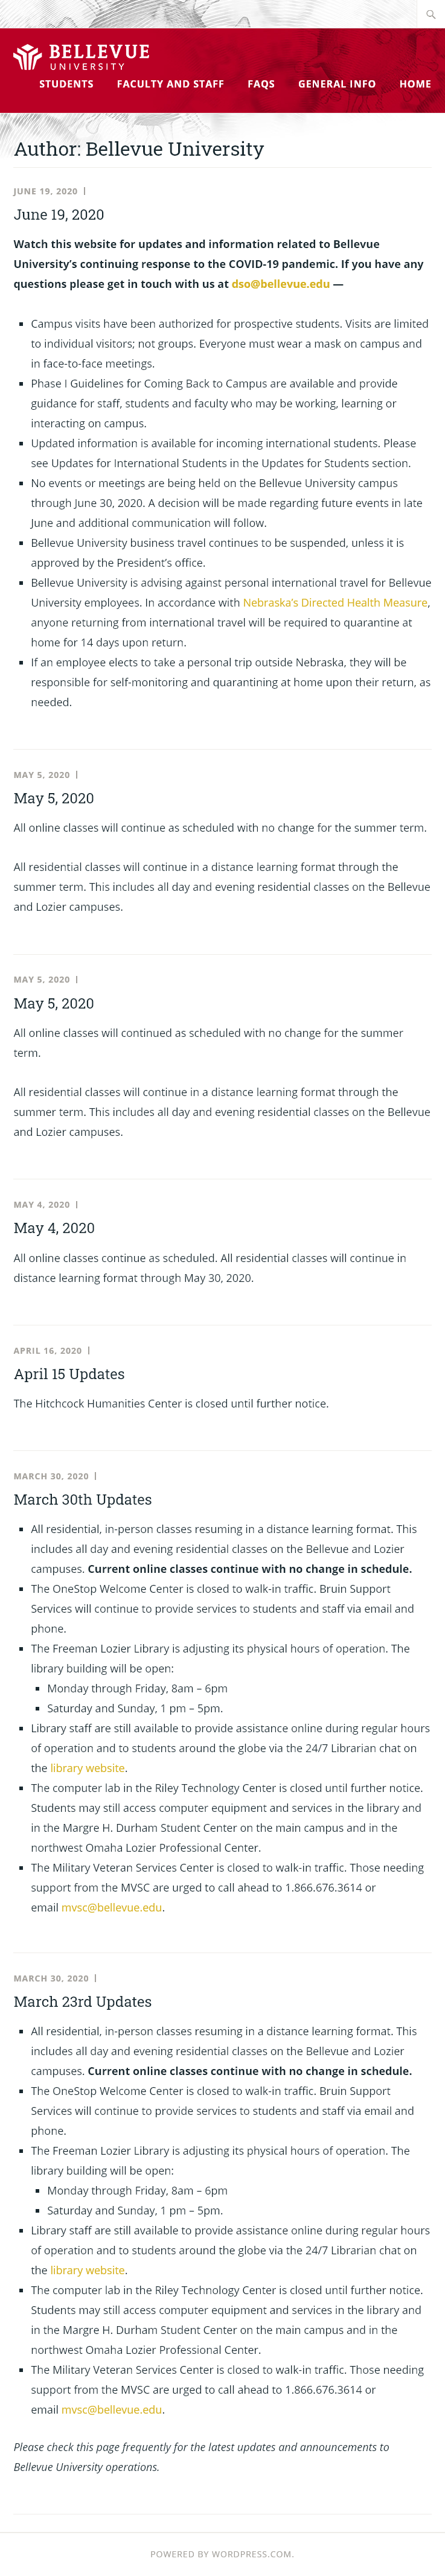 BELLEVUE
UNIVERSITY
STUDENTS FACULTY AND STAFF FAQS GENERAL INFO HOME
Author: Bellevue University
JUNE 19, 2020 |
June 19, 2020
Watch this website for updates and information related to Bellevue
University's continuing response to the COVID-19 pandemic. If you have any
questions please get in touch with us at dso@bellevue.edu —
▪ Campus visits have been authorized for prospective students. Visits are limited
to individual visitors; not groups. Everyone must wear a mask on campus and
in face-to-face meetings.
▪ Phase I Guidelines for Coming Back to Campus are available and provide
guidance for staff, students and faculty who may be working, learning or
interacting on campus.
▪ Updated information is available for incoming international students. Please
see Updates for International Students in the Updates for Students section.
▪ No events or meetings are being held on the Bellevue University campus
through June 30, 2020. A decision will be made regarding future events in late
June and additional communication will follow.
▪ Bellevue University business travel continues to be suspended, unless it is
approved by the President's office.
▪ Bellevue University is advising against personal international travel for Bellevue
University employees. In accordance with Nebraska's Directed Health Measure,
anyone returning from international travel will be required to quarantine at
home for 14 days upon return.
▪ If an employee elects to take a personal trip outside Nebraska, they will be
responsible for self-monitoring and quarantining at home upon their return, as
needed.
MAY 5, 2020 |
May 5, 2020
All online classes will continue as scheduled with no change for the summer term.
All residential classes will continue in a distance learning format through the
summer term. This includes all day and evening residential classes on the Bellevue
and Lozier campuses.
MAY 5, 2020 |
May 5, 2020
All online classes will continued as scheduled with no change for the summer
term.
All residential classes will continue in a distance learning format through the
summer term. This includes all day and evening residential classes on the Bellevue
and Lozier campuses.
MAY 4, 2020 |
May 4, 2020
All online classes continue as scheduled. All residential classes will continue in
distance learning format through May 30, 2020.
APRIL 16, 2020 |
April 15 Updates
The Hitchcock Humanities Center is closed until further notice.
MARCH 30, 2020 |
March 30th Updates
▪ All residential, in-person classes resuming in a distance learning format. This
includes all day and evening residential classes on the Bellevue and Lozier
campuses. Current online classes continue with no change in schedule.
▪ The OneStop Welcome Center is closed to walk-in traffic. Bruin Support
Services will continue to provide services to students and staff via email and
phone.
▪ The Freeman Lozier Library is adjusting its physical hours of operation. The
library building will be open:
▪ Monday through Friday, 8am – 6pm
▪ Saturday and Sunday, 1 pm – 5pm.
▪ Library staff are still available to provide assistance online during regular hours
of operation and to students around the globe via the 24/7 Librarian chat on
the library website.
▪ The computer lab in the Riley Technology Center is closed until further notice.
Students may still access computer equipment and services in the library and
in the Margre H. Durham Student Center on the main campus and in the
northwest Omaha Lozier Professional Center.
▪ The Military Veteran Services Center is closed to walk-in traffic. Those needing
support from the MVSC are urged to call ahead to 1.866.676.3614 or
email mvsc@bellevue.edu.
MARCH 30, 2020 |
March 23rd Updates
▪ All residential, in-person classes resuming in a distance learning format. This
includes all day and evening residential classes on the Bellevue and Lozier
campuses. Current online classes continue with no change in schedule.
▪ The OneStop Welcome Center is closed to walk-in traffic. Bruin Support
Services will continue to provide services to students and staff via email and
phone.
▪ The Freeman Lozier Library is adjusting its physical hours of operation. The
library building will be open:
▪ Monday through Friday, 8am – 6pm
▪ Saturday and Sunday, 1 pm – 5pm.
▪ Library staff are still available to provide assistance online during regular hours
of operation and to students around the globe via the 24/7 Librarian chat on
the library website.
▪ The computer lab in the Riley Technology Center is closed until further notice.
Students may still access computer equipment and services in the library and
in the Margre H. Durham Student Center on the main campus and in the
northwest Omaha Lozier Professional Center.
▪ The Military Veteran Services Center is closed to walk-in traffic. Those needing
support from the MVSC are urged to call ahead to 1.866.676.3614 or
email mvsc@bellevue.edu.
Please check this page frequently for the latest updates and announcements to
Bellevue University operations.
POWERED BY WORDPRESS.COM.